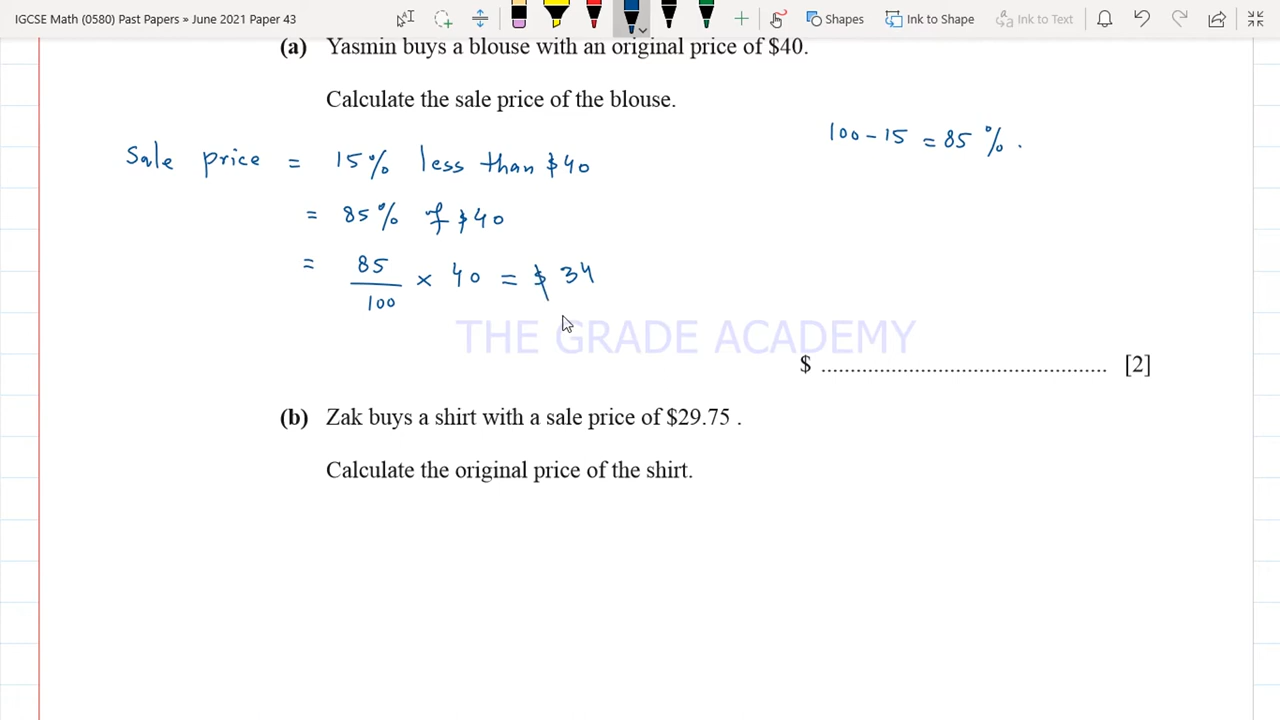 IGCSE Math (0580) Past Papers » June 2021 Paper 43
Shapes
Ink to Shape
Ink to Text
(a) Yasmin buys a blouse with an original price of $40.
Calculate the sale price of the blouse.
100 - 15 = 85 %.
Sale price = 15% less than $40
= 85% of $40
= 85/100 × 40 = $ 34
THE GRADE ACADEMY
$ ................................................ [2]
(b) Zak buys a shirt with a sale price of $29.75 .
Calculate the original price of the shirt.